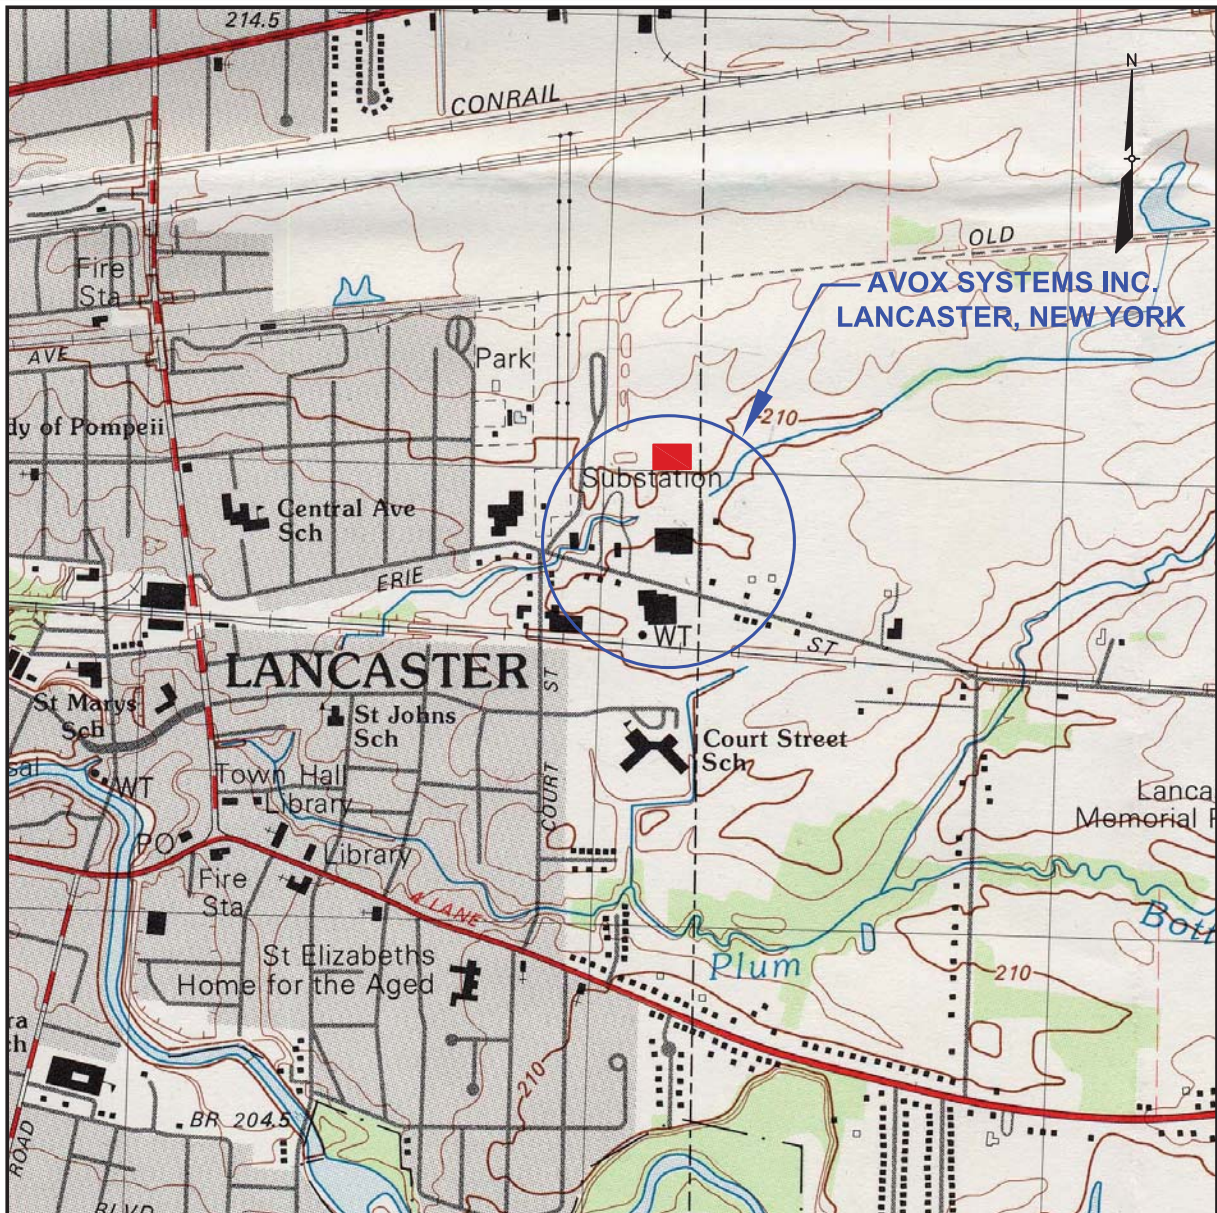 214.5
CONRAIL
N
OLD
Fire
Sta
AVOX SYSTEMS INC.
LANCASTER, NEW YORK
AVE
Park
210
dy of Pompeii
Substation
Central Ave
Sch
ERIE
WT
ST
LANCASTER
ST
St Marys
Sch
St Johns
Sch
Court Street
Sch
sal
WT
Town Hall
Library
COURT
Lanca
Memorial P
PO
Library
Fire
Sta
4 LANE
Bott
St Elizabeths
Home for the Aged
Plum
210
ra
ch
210
BR 204.5
ROAD
BLVD